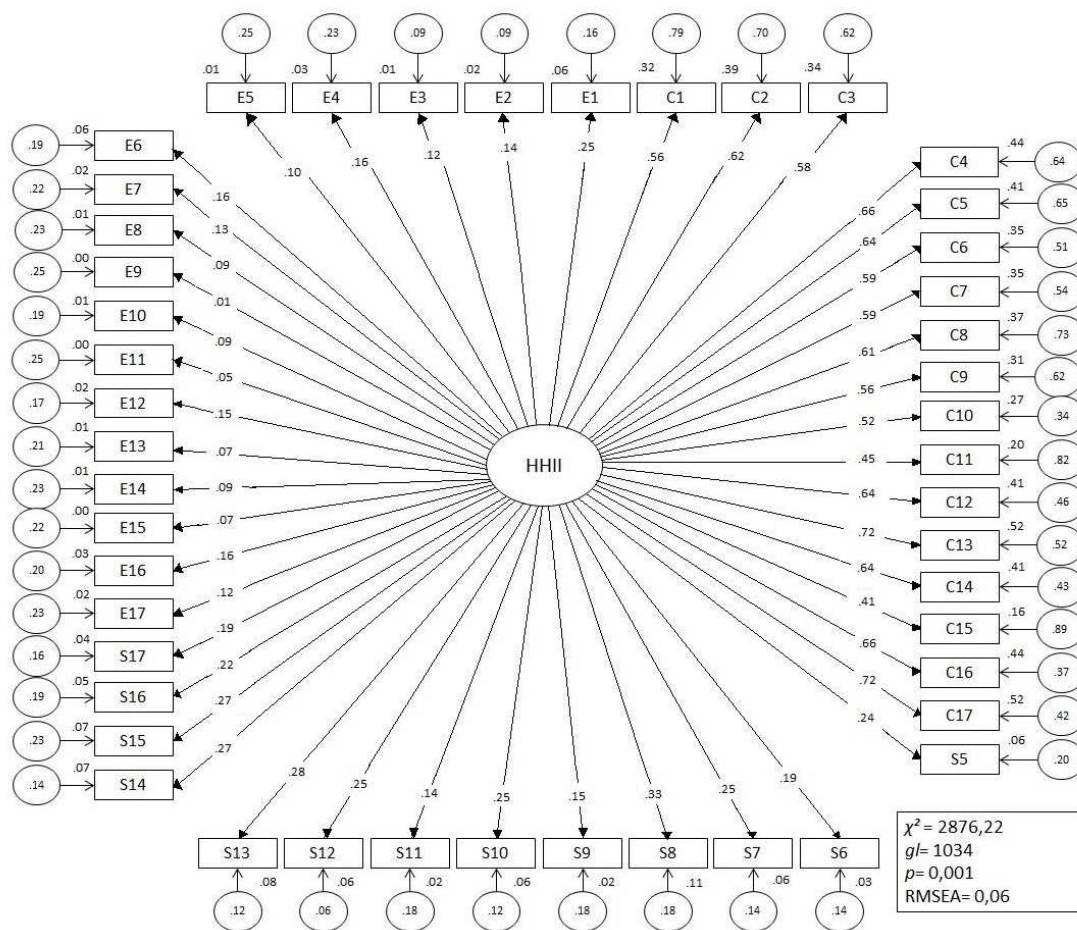 .25 .23 .09 .09 .16 .79 .70 .62
.01 .03 .01 .02 .06 .32 .39 .34
E5 E4 E3 E2 E1 C1 C2 C3
.10 .16 .12 .14 .25 .56 .62 .58
.19 .06 E6 .16
.22 .02 E7 .13
.23 .01 E8 .09
.25 .00 E9 .01
.19 .01 E10 .09
.25 .00 E11 .05
.17 .02 E12 .15
.21 .01 E13 .07
.23 .01 E14 .09
.22 .00 E15 .07
.20 .03 E16 .16
.23 .02 E17 .12
.16 .04 S17 .19
.19 .05 S16 .22
.23 .07 S15 .27
.14 .07 S14 .27
HHII
.66 C4 .44 .64
.64 C5 .41 .65
.59 C6 .35 .51
.59 C7 .35 .54
.61 C8 .37 .73
.56 C9 .31 .62
.52 C10 .27 .34
.45 C11 .20 .82
.64 C12 .41 .46
.72 C13 .52 .52
.64 C14 .41 .43
.41 C15 .16 .89
.66 C16 .44 .37
.72 C17 .52 .42
.24 S5 .06 .20
.28 .25 .14 .25 .15 .33 .25 .19
S13 S12 S11 S10 S9 S8 S7 S6
.08 .06 .02 .06 .02 .11 .06 .03
.12 .06 .18 .12 .18 .18 .14 .14
χ² = 2876,22
gl= 1034
p= 0,001
RMSEA= 0,06